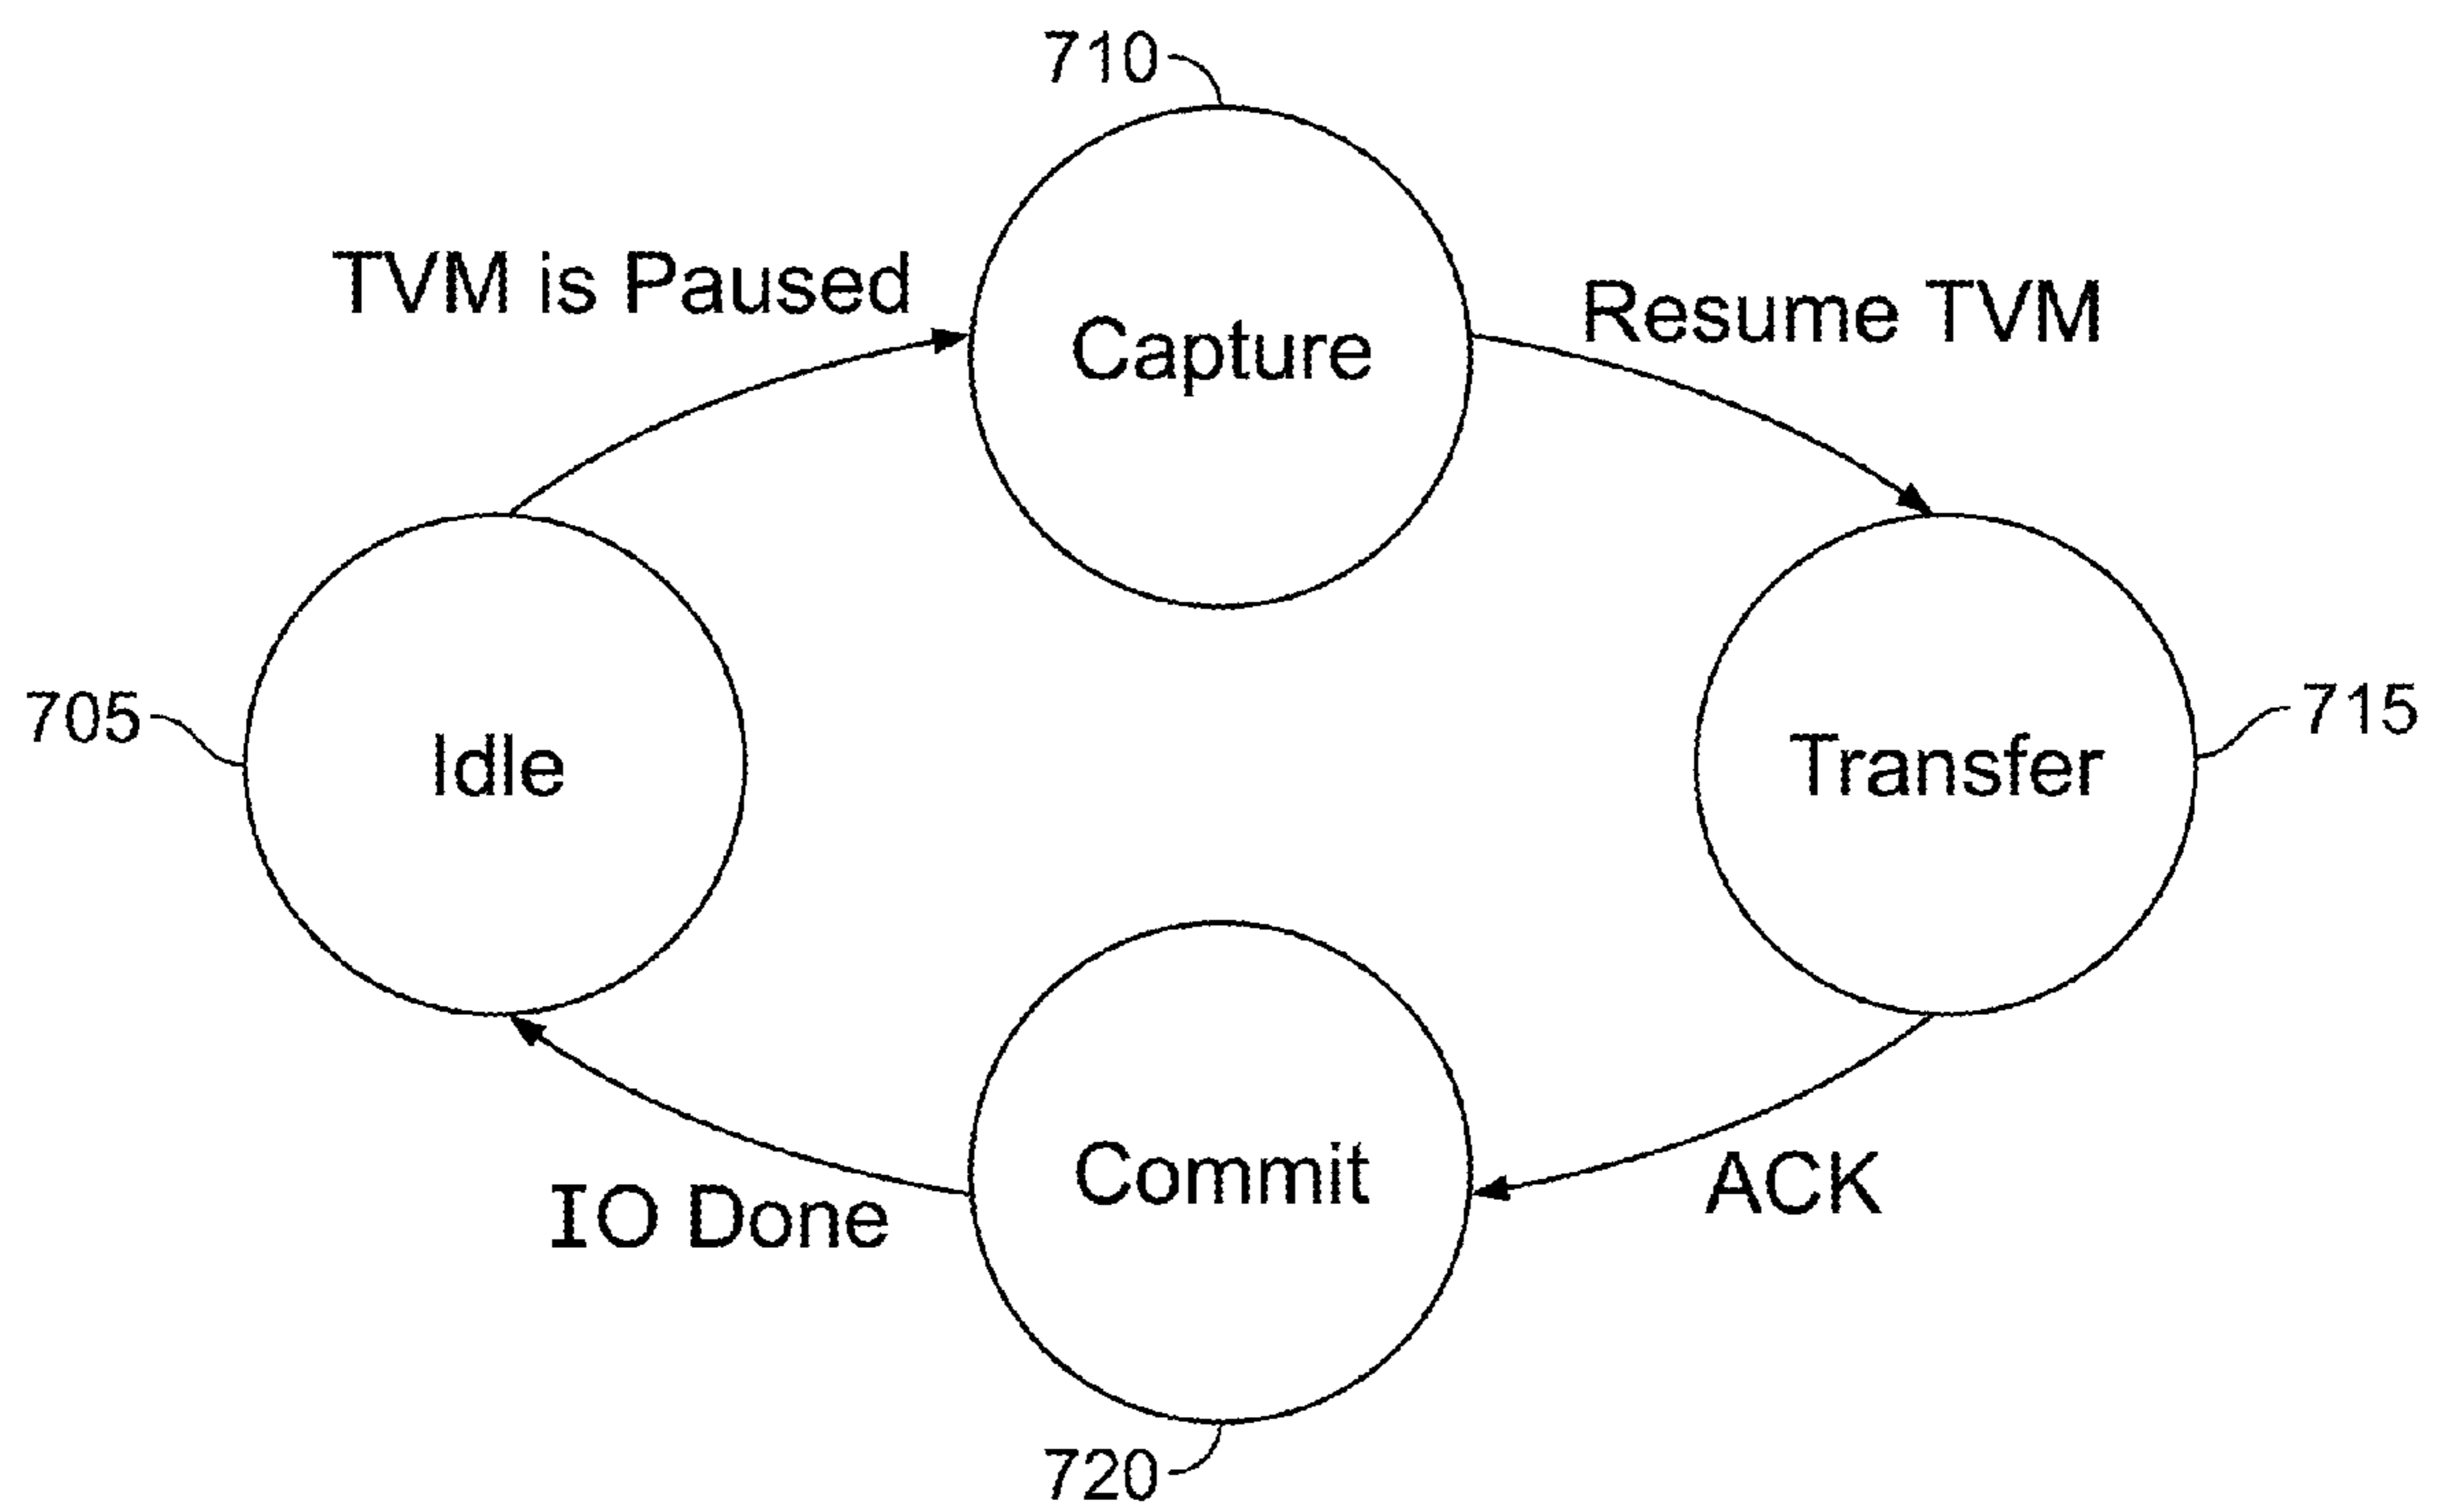 710
TVM is Paused
Resume TVM
Capture
705
Idle
Transfer
715
Commit
IO Done
ACK
720